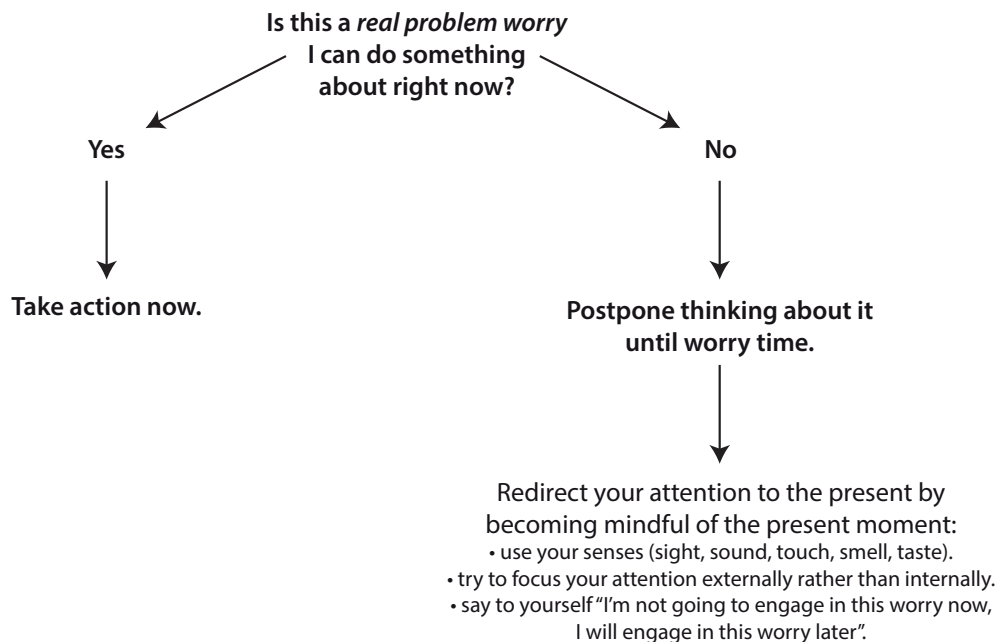 Is this a real problem worry
I can do something
about right now?
Yes
No
Take action now.
Postpone thinking about it
until worry time.
Redirect your attention to the present by
becoming mindful of the present moment:
• use your senses (sight, sound, touch, smell, taste).
• try to focus your attention externally rather than internally.
• say to yourself “I’m not going to engage in this worry now,
I will engage in this worry later”.